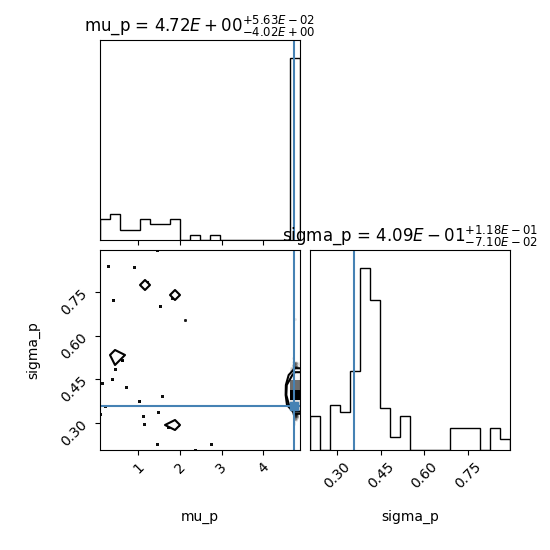 mu_p = 4.72E + 00+5.63E − 02
−4.02E + 00
sigma_p = 4.09E − 01+1.18E − 01
−7.10E − 02
0.75
0.60
0.45
0.30
sigma_p
1 2 3 4
0.30 0.45 0.60 0.75
mu_p sigma_p